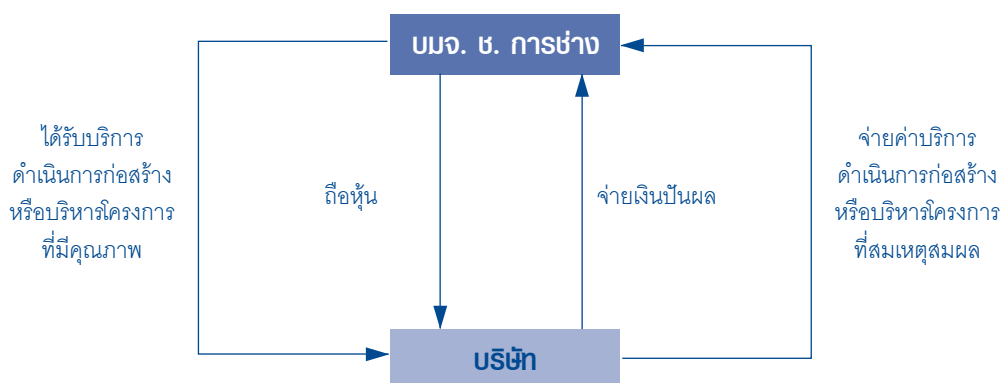 บมจ. ช. การช่าง
ได้รับบริการ
ดำเนินการก่อสร้าง
หรือบริหารโครงการ
ที่มีคุณภาพ
ถือหุ้น
จ่ายเงินปันผล
จ่ายค่าบริการ
ดำเนินการก่อสร้าง
หรือบริหารโครงการ
ที่สมเหตุสมผล
บริษัท